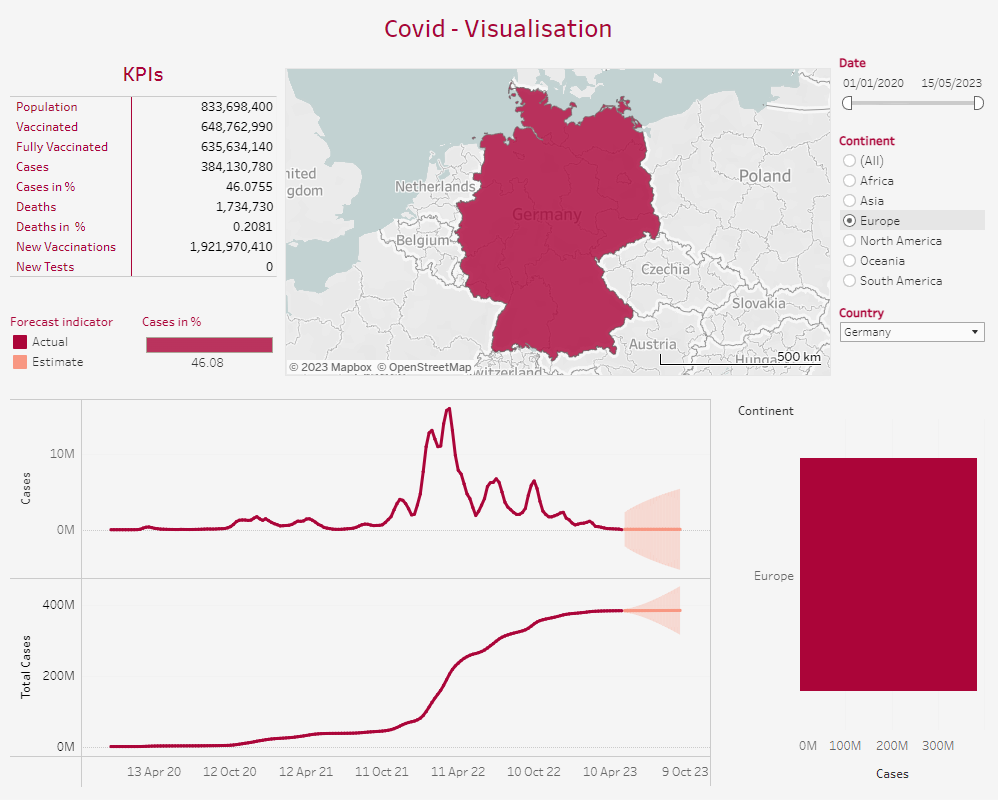 Covid - Visualisation
KPIs
Population 833,698,400
Vaccinated 648,762,990
Fully Vaccinated 635,634,140
Cases 384,130,780
Cases in % 46.0755
Deaths 1,734,730
Deaths in % 0.2081
New Vaccinations 1,921,970,410
New Tests 0
Forecast indicator
Actual
Estimate
Cases in %
46.08
nited
gdom
Netherlands
Belgium
Germany
Poland
Czechia
Slovakia
Austria
Hunga
witzerland
500 km
© 2023 Mapbox © OpenStreetMap
Date
01/01/2020 15/05/2023
Continent
(All)
Africa
Asia
Europe
North America
Oceania
South America
Country
Germany
Cases
10M
0M
Total Cases
400M
200M
0M
13 Apr 20 12 Oct 20 12 Apr 21 11 Oct 21 11 Apr 22 10 Oct 22 10 Apr 23 9 Oct 23
Continent
Europe
0M 100M 200M 300M
Cases